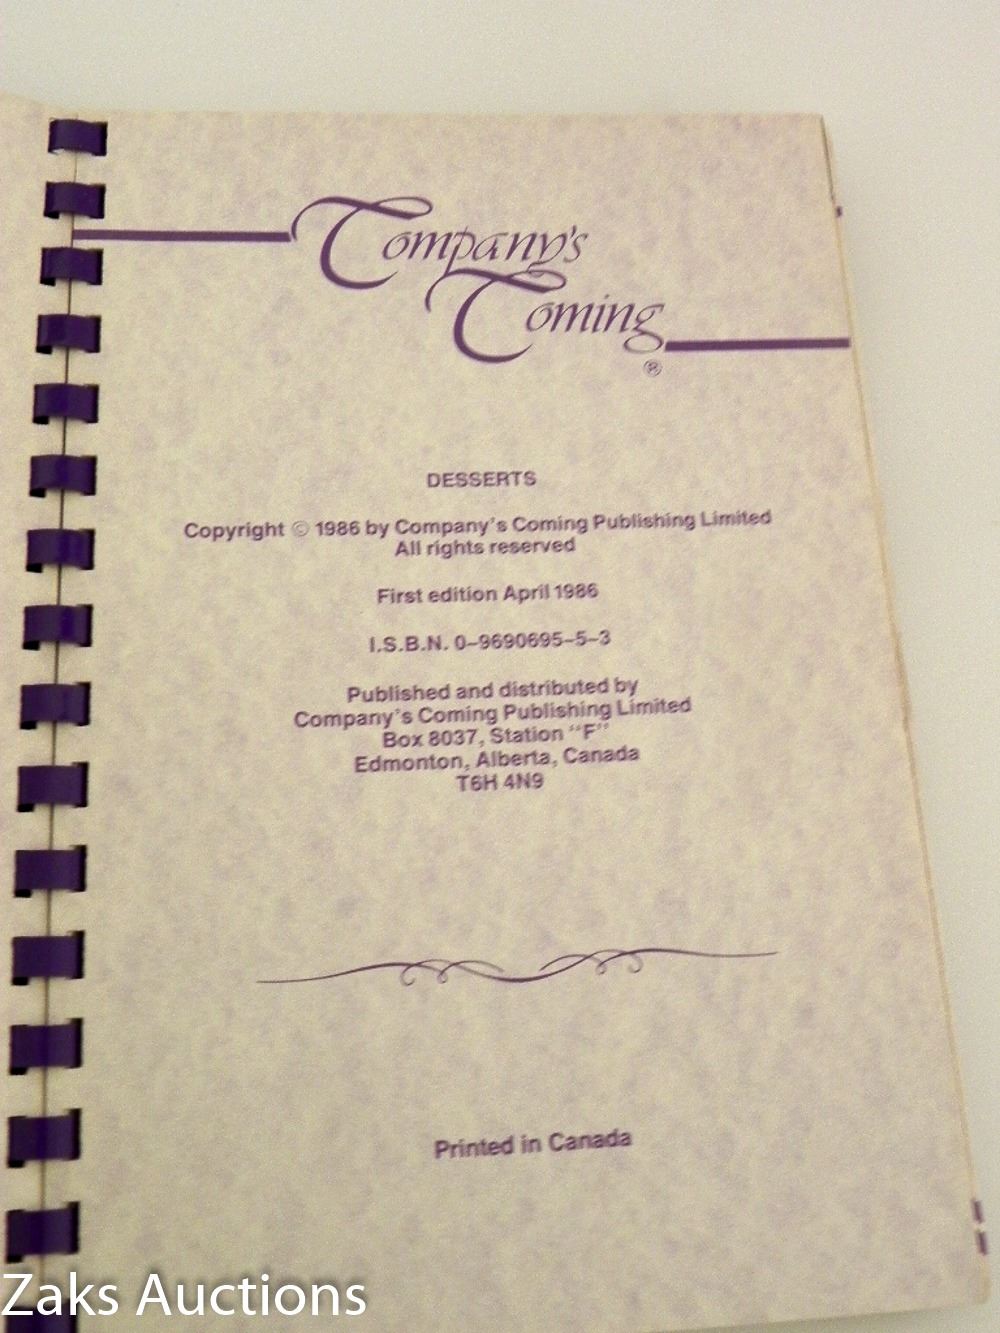 Company's
Coming
®
DESSERTS
Copyright © 1986 by Company's Coming Publishing Limited
All rights reserved
First edition April 1986
I.S.B.N. 0-9690695-5-3
Published and distributed by
Company's Coming Publishing Limited
Box 8037, Station "F"
Edmonton, Alberta, Canada
T6H 4N9
Printed in Canada
Zaks Auctions